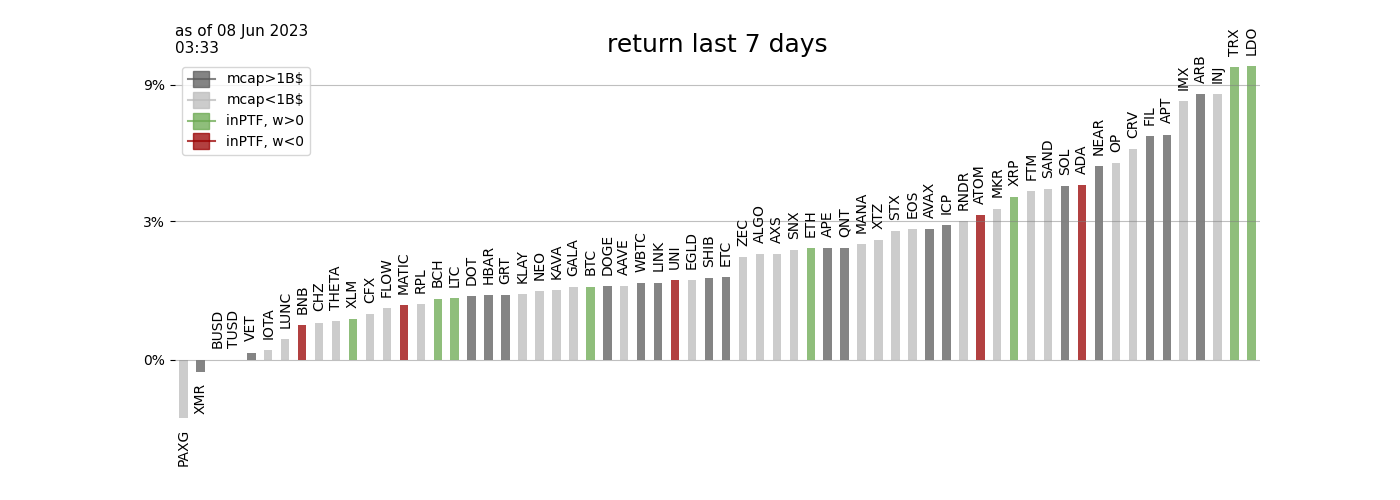 as of 08 Jun 2023
03:33
return last 7 days
mcap>1B$
mcap<1B$
inPTF, w>0
inPTF, w<0
9%
3%
0%
PAXG
XMR
BUSD
TUSD
VET
IOTA
LUNC
BNB
CHZ
THETA
XLM
CFX
FLOW
MATIC
RPL
BCH
LTC
DOT
HBAR
GRT
KLAY
NEO
KAVA
GALA
BTC
DOGE
AAVE
WBTC
LINK
UNI
EGLD
SHIB
ETC
ZEC
ALGO
AXS
SNX
ETH
APE
QNT
MANA
XTZ
STX
EOS
AVAX
ICP
RNDR
ATOM
MKR
XRP
FTM
SAND
SOL
ADA
NEAR
OP
CRV
FIL
APT
IMX
ARB
INJ
TRX
LDO